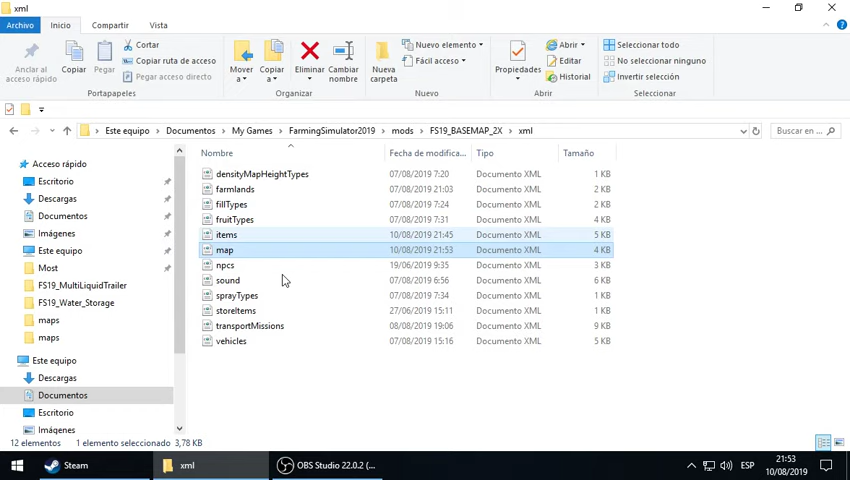 xml
Archivo Inicio Compartir Vista
Anclar al acceso rápido
Copiar
Pegar
Cortar
Copiar ruta de acceso
Pegar acceso directo
Portapapeles
Mover a
Copiar a
Eliminar
Cambiar nombre
Organizar
Nueva carpeta
Nuevo elemento
Fácil acceso
Nuevo
Propiedades
Abrir
Editar
Historial
Abrir
Seleccionar todo
No seleccionar ninguno
Invertir selección
Seleccionar
Este equipo > Documentos > My Games > FarmingSimulator2019 > mods > FS19_BASEMAP_2X > xml
Buscar en ...
Acceso rápido
Escritorio
Descargas
Documentos
Imágenes
Este equipo
Most
FS19_MultiLiquidTrailer
FS19_Water_Storage
maps
maps
Este equipo
Descargas
Documentos
Escritorio
Imágenes
Nombre Fecha de modifica... Tipo Tamaño
densityMapHeightTypes 07/08/2019 7:20 Documento XML 1 KB
farmlands 07/08/2019 21:03 Documento XML 2 KB
fillTypes 07/08/2019 7:24 Documento XML 2 KB
fruitTypes 07/08/2019 7:31 Documento XML 4 KB
items 10/08/2019 21:45 Documento XML 5 KB
map 10/08/2019 21:53 Documento XML 4 KB
npcs 19/06/2019 9:35 Documento XML 3 KB
sound 07/08/2019 6:56 Documento XML 6 KB
sprayTypes 07/08/2019 7:34 Documento XML 1 KB
storeItems 27/06/2019 15:11 Documento XML 1 KB
transportMissions 08/08/2019 19:06 Documento XML 9 KB
vehicles 07/08/2019 15:16 Documento XML 5 KB
12 elementos 1 elemento seleccionado 3,78 KB
Steam
xml
OBS Studio 22.0.2 (...
ESP
21:53
10/08/2019